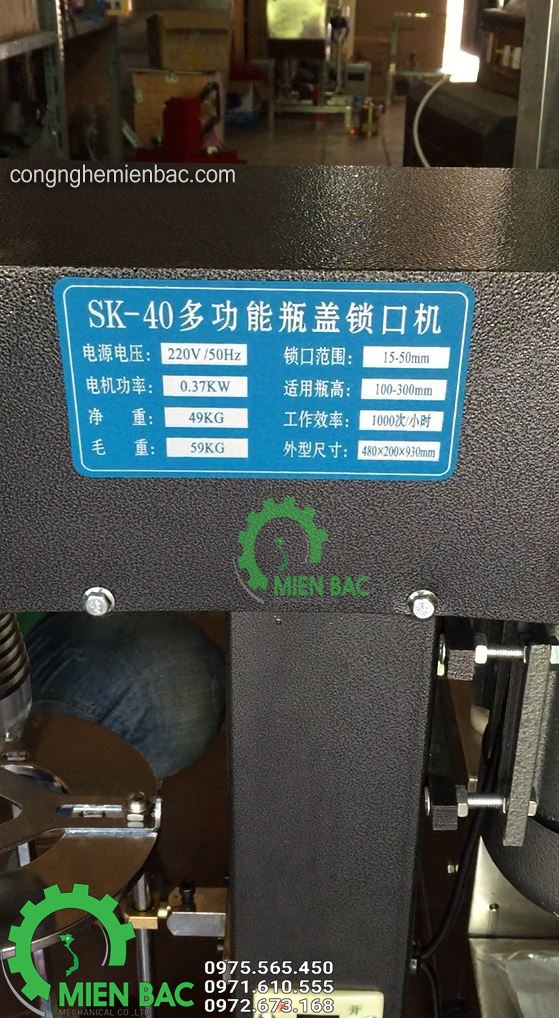 congnghemienbac.com
SK-40多功能瓶盖锁口机
电源电压: 220V/50Hz 锁口范围: 15-50mm
电机功率: 0.37KW 适用瓶高: 100-300mm
净 重: 49KG 工作效率: 1000次/小时
毛 重: 59KG 外型尺寸: 480×200×930mm
MIEN BAC
MIEN BAC
MECHANICAL CO.,LTD
0975.565.450
0971.610.555
0972.673.168
开